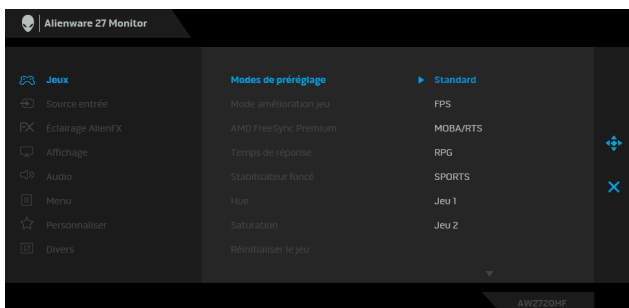 Alienware 27 Monitor
Jeux
Modes de préréglage
Standard
Source entrée
Mode amélioration jeu
FPS
Éclairage AlienFX
AMD FreeSync Premium
MOBA/RTS
Affichage
Temps de réponse
RPG
Audio
Stabilisateur foncé
SPORTS
Menu
Hue
Jeu 1
Personnaliser
Saturation
Jeu 2
Divers
Réinitialiser le jeu
AW2720HF